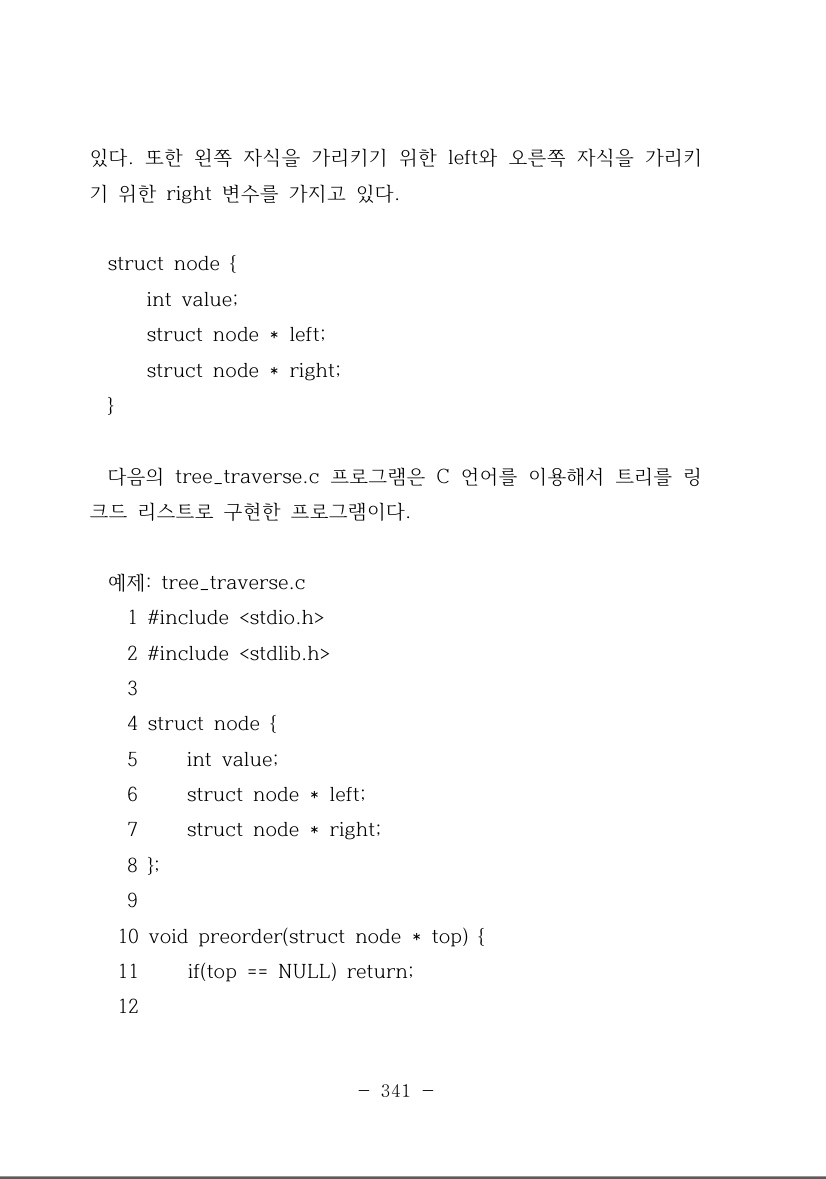 있다. 또한 왼쪽 자식을 가리키기 위한 left와 오른쪽 자식을 가리키
기 위한 right 변수를 가지고 있다.
struct node {
int value;
struct node * left;
struct node * right;
}
다음의 tree_traverse.c 프로그램은 C 언어를 이용해서 트리를 링
크드 리스트로 구현한 프로그램이다.
예제: tree_traverse.c
1 #include <stdio.h>
2 #include <stdlib.h>
3
4 struct node {
5 int value;
6 struct node * left;
7 struct node * right;
8 };
9
10 void preorder(struct node * top) {
11 if(top == NULL) return;
12
- 341 -